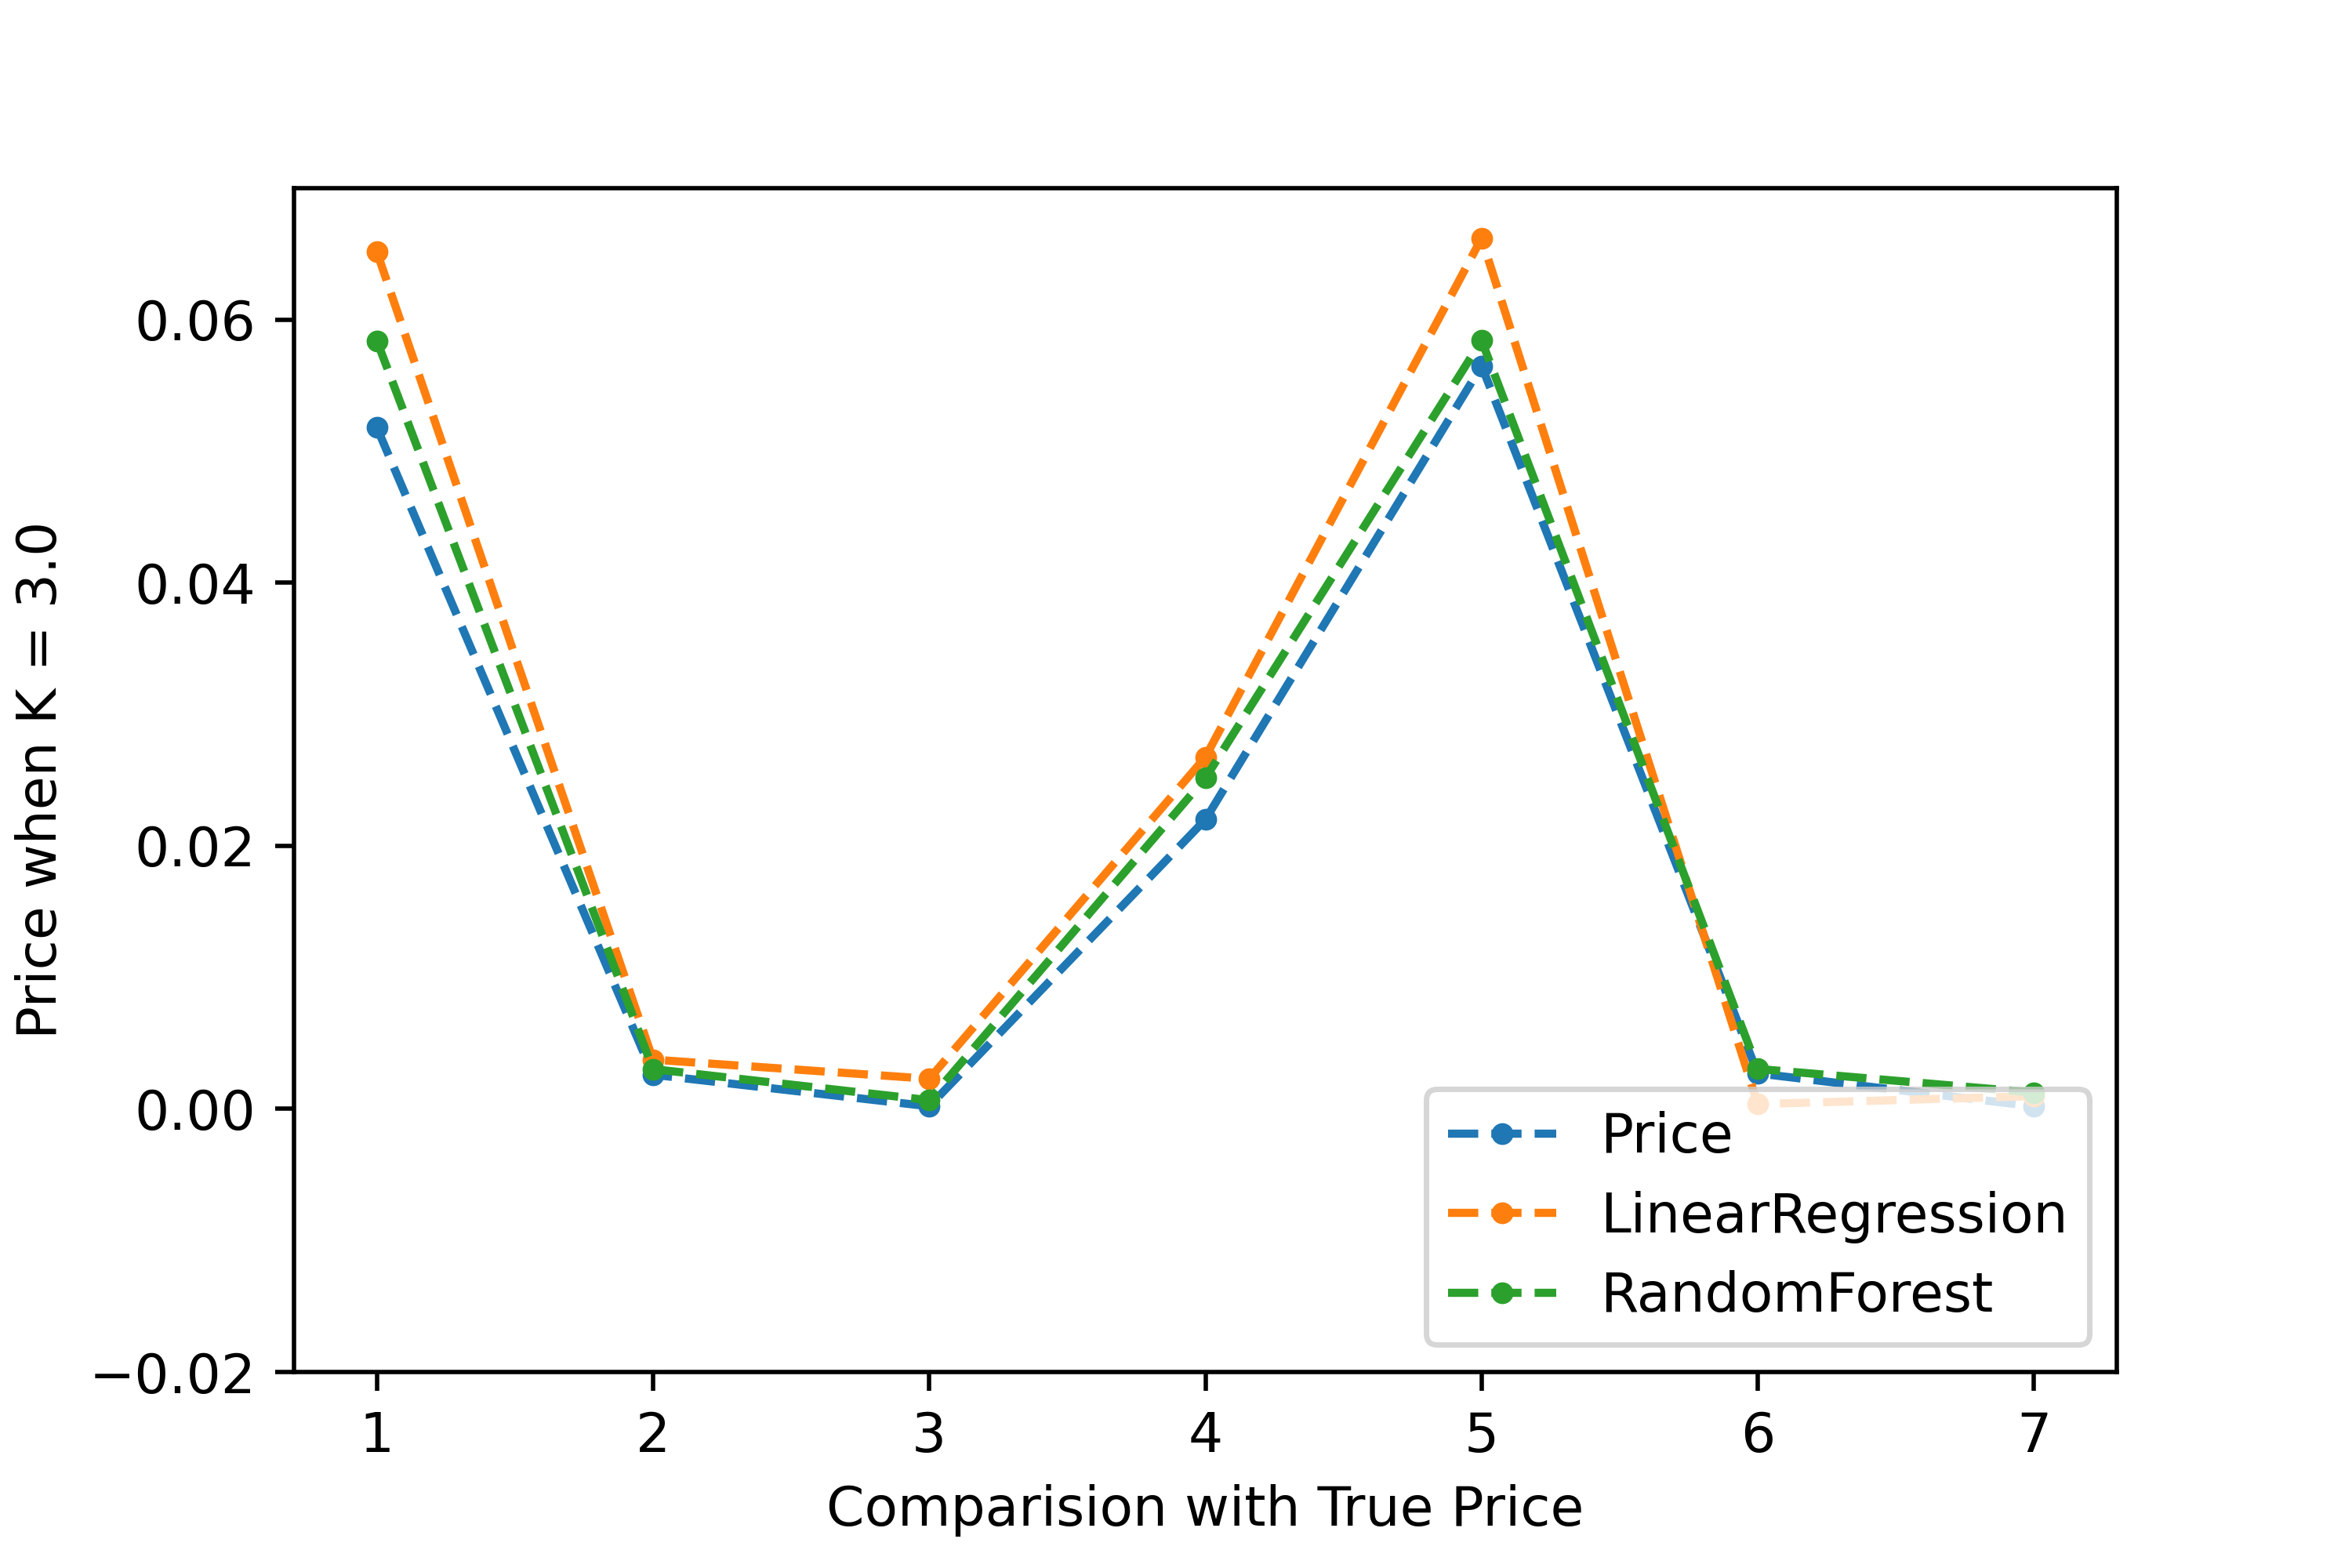 Price when K = 3.0
0.06
0.04
0.02
0.00
−0.02
1 2 3 4 5 6 7
Comparision with True Price
Price
LinearRegression
RandomForest